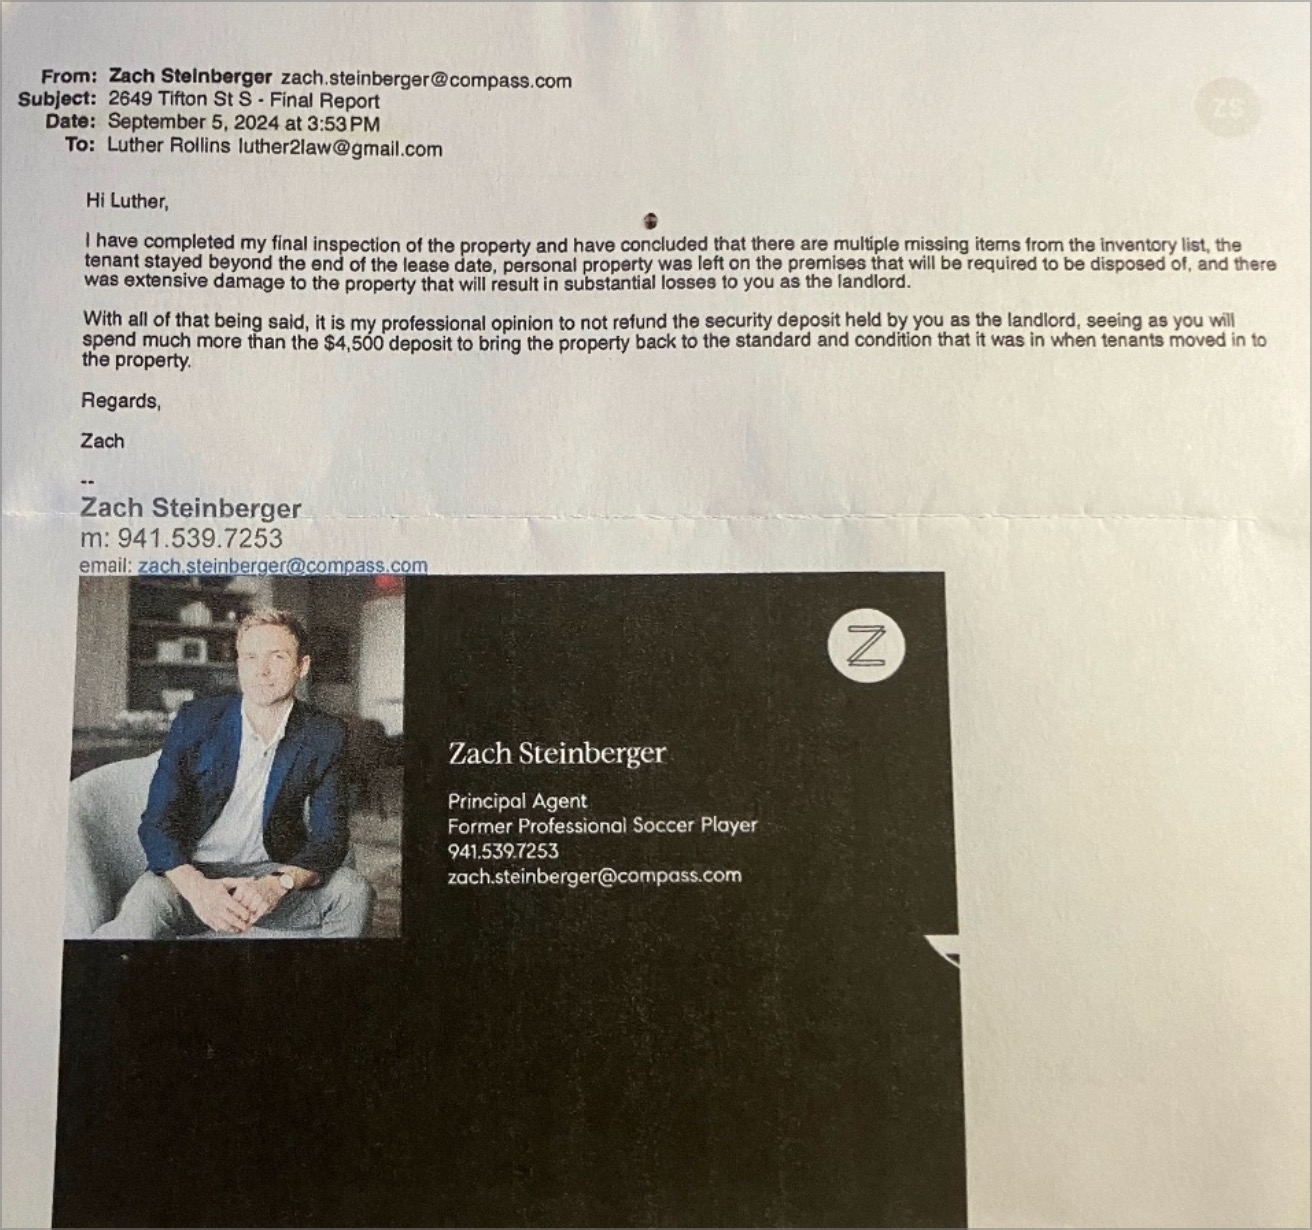 From: Zach Steinberger zach.steinberger@compass.com
Subject: 2649 Tifton St S - Final Report
Date: September 5, 2024 at 3:53 PM
To: Luther Rollins luther2law@gmail.com
ZS
Hi Luther,
I have completed my final inspection of the property and have concluded that there are multiple missing items from the inventory list, the
tenant stayed beyond the end of the lease date, personal property was left on the premises that will be required to be disposed of, and there
was extensive damage to the property that will result in substantial losses to you as the landlord.
With all of that being said, it is my professional opinion to not refund the security deposit held by you as the landlord, seeing as you will
spend much more than the $4,500 deposit to bring the property back to the standard and condition that it was in when tenants moved in to
the property.
Regards,
Zach
--
Zach Steinberger
m: 941.539.7253
email: zach.steinberger@compass.com
Z
Zach Steinberger
Principal Agent
Former Professional Soccer Player
941.539.7253
zach.steinberger@compass.com